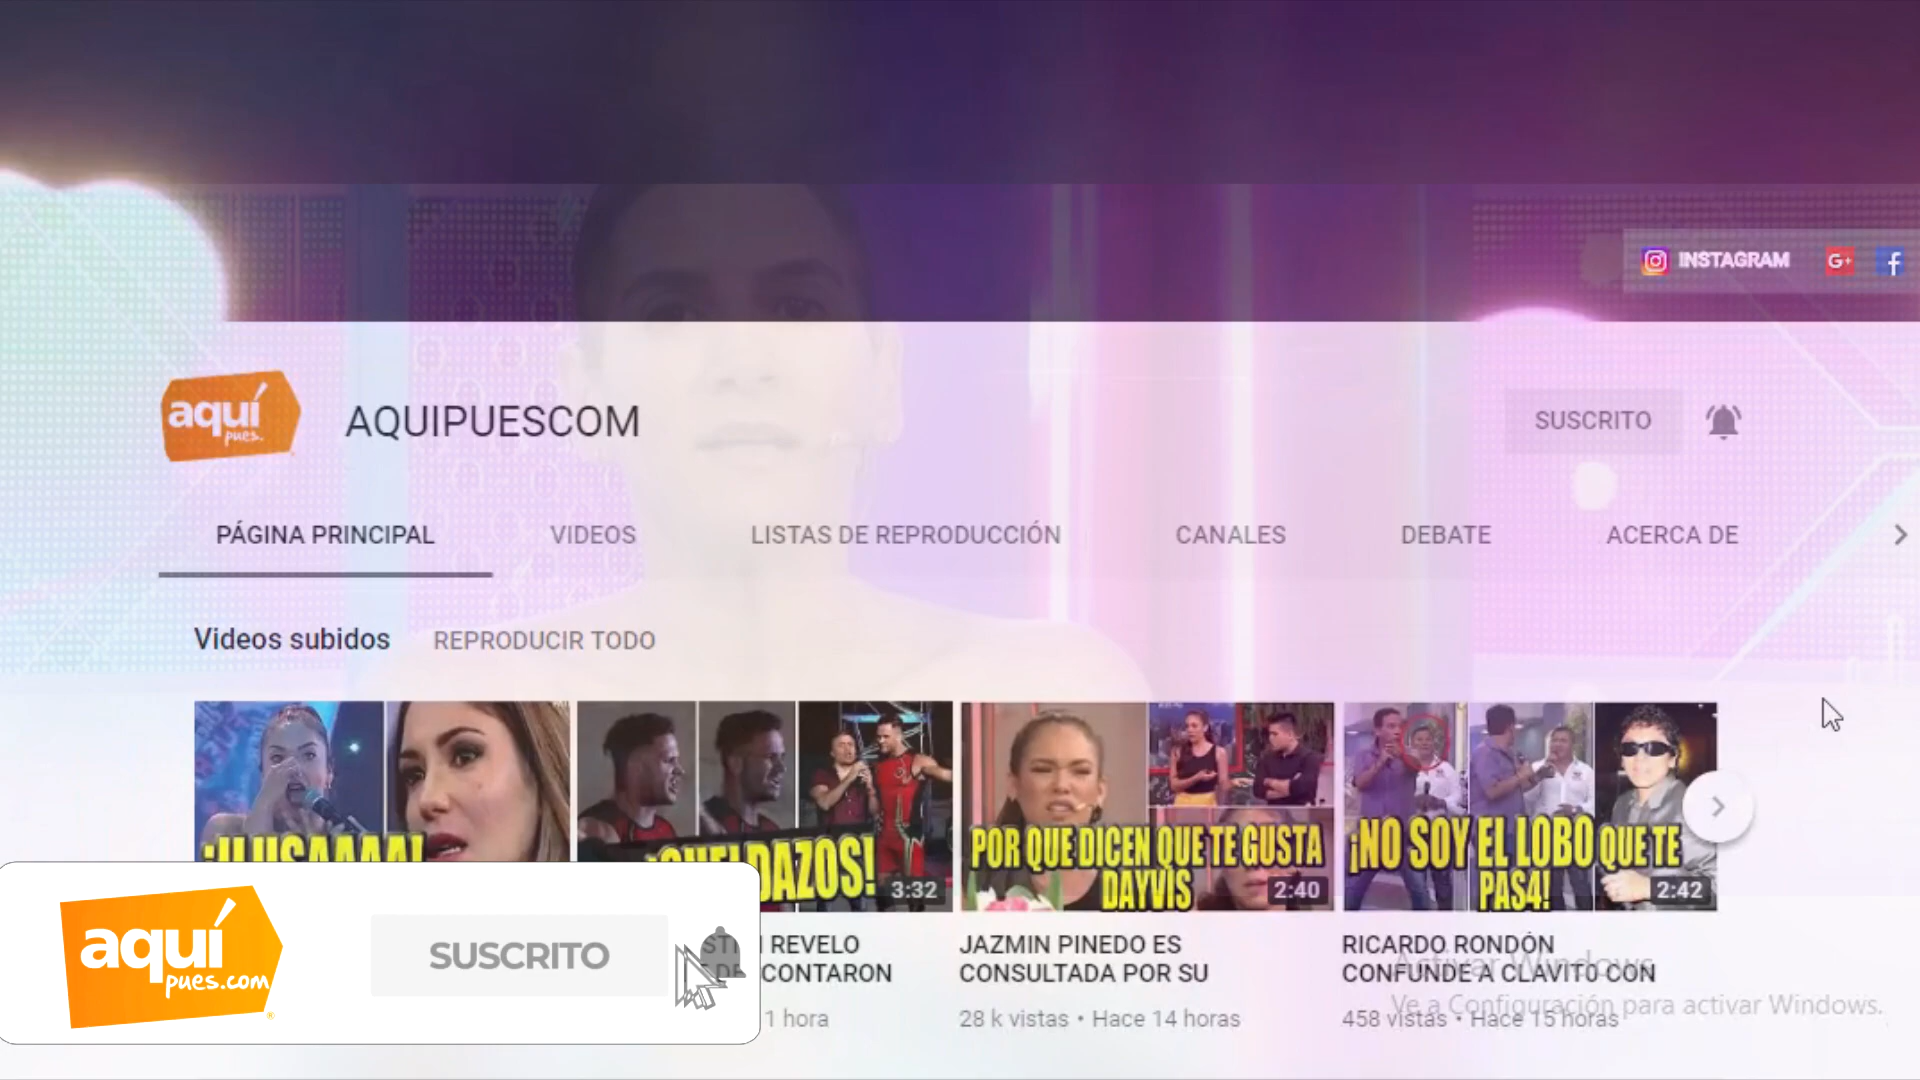 INSTAGRAM
G+
f
aquí
pues.
AQUIPUESCOM
SUSCRITO
PÁGINA PRINCIPAL
VIDEOS
LISTAS DE REPRODUCCIÓN
CANALES
DEBATE
ACERCA DE
Videos subidos
REPRODUCIR TODO
DAZOS!
3:32
POR QUE DICEN QUE TE GUSTA
DAYVIS
2:40
¡NO SOY EL LOBO QUE TE
PAS4!
2:42
REVELO
CONTARON
1 hora
JAZMIN PINEDO ES
CONSULTADA POR SU
28 k vistas • Hace 14 horas
RICARDO RONDÓN
CONFUNDE A CLAVIT0 CON
458 vistas • Hace 15 horas
Activar Windows
Ve a Configuración para activar Windows.
aquí
pues.com
SUSCRITO